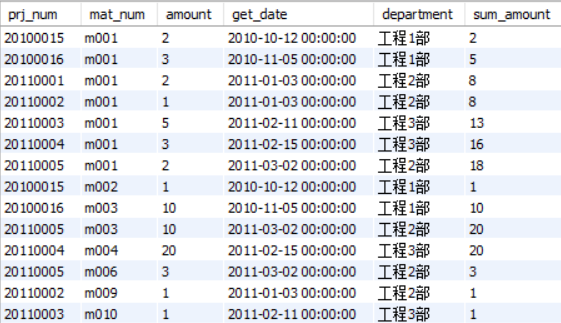 prj_num mat_num amount get_date department sum_amount
20100015 m001 2 2010-10-12 00:00:00 工程1部 2
20100016 m001 3 2010-11-05 00:00:00 工程1部 5
20110001 m001 2 2011-01-03 00:00:00 工程2部 8
20110002 m001 1 2011-01-03 00:00:00 工程2部 8
20110003 m001 5 2011-02-11 00:00:00 工程3部 13
20110004 m001 3 2011-02-15 00:00:00 工程3部 16
20110005 m001 2 2011-03-02 00:00:00 工程2部 18
20100015 m002 1 2010-10-12 00:00:00 工程1部 1
20100016 m003 10 2010-11-05 00:00:00 工程1部 10
20110005 m003 10 2011-03-02 00:00:00 工程2部 20
20110004 m004 20 2011-02-15 00:00:00 工程3部 20
20110005 m006 3 2011-03-02 00:00:00 工程2部 3
20110002 m009 1 2011-01-03 00:00:00 工程2部 1
20110003 m010 1 2011-02-11 00:00:00 工程3部 1